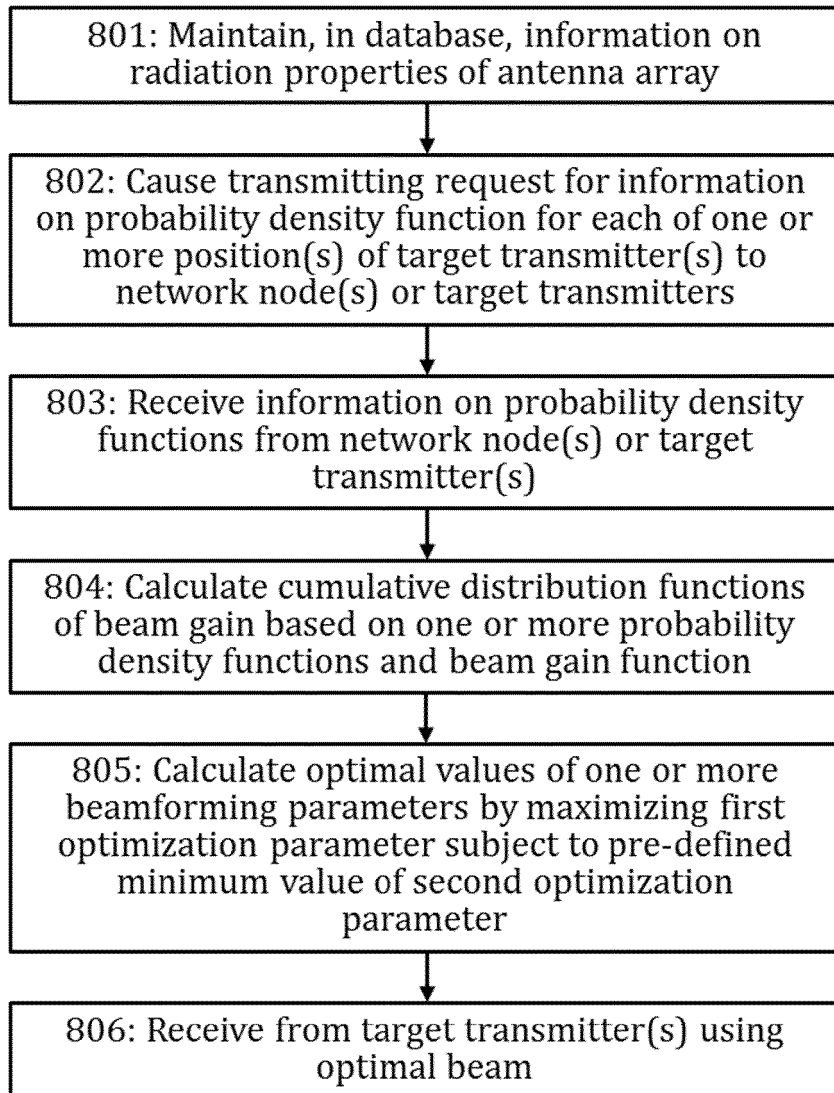 801: Maintain, in database, information on
radiation properties of antenna array
802: Cause transmitting request for information
on probability density function for each of one or
more position(s) of target transmitter(s) to
network node(s) or target transmitters
803: Receive information on probability density
functions from network node(s) or target
transmitter(s)
804: Calculate cumulative distribution functions
of beam gain based on one or more probability
density functions and beam gain function
805: Calculate optimal values of one or more
beamforming parameters by maximizing first
optimization parameter subject to pre-defined
minimum value of second optimization
parameter
806: Receive from target transmitter(s) using
optimal beam